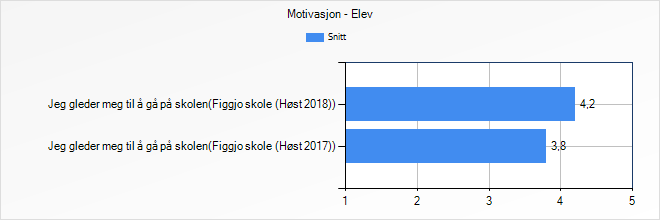 Motivasjon - Elev
Snitt
Jeg gleder meg til å gå på skolen(Figgjo skole (Høst 2018))
4,2
Jeg gleder meg til å gå på skolen(Figgjo skole (Høst 2017))
3,8
1 2 3 4 5